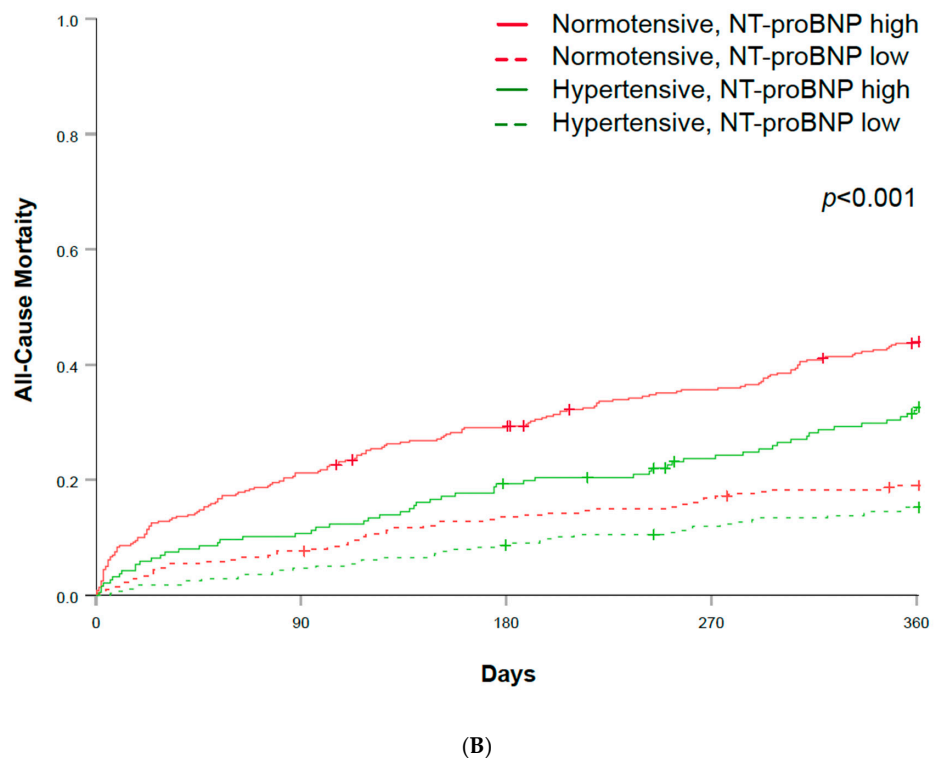 1.0
0.8
0.6
0.4
0.2
0.0
All-Cause Mortaity
Normotensive, NT-proBNP high
Normotensive, NT-proBNP low
Hypertensive, NT-proBNP high
Hypertensive, NT-proBNP low
p<0.001
0 90 180 270 360
Days
(B)